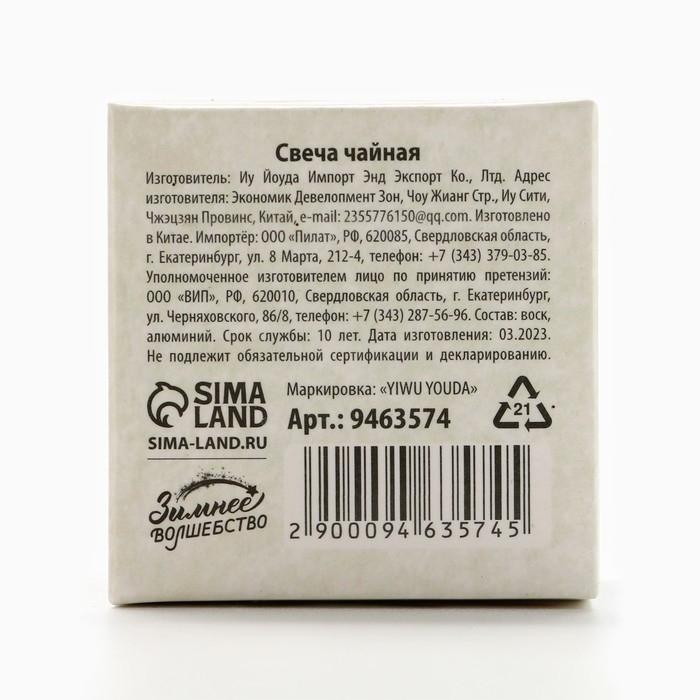 Свеча чайная
Изготовитель: Иу Йоуда Импорт Энд Экспорт Ко., Лтд. Адрес
изготовителя: Экономик Девелопмент Зон, Чоу Жианг Стр., Иу Сити,
Чжэцзян Провинс, Китай, e-mail: 2355776150@qq.com. Изготовлено
в Китае. Импортёр: ООО «Пилат», РФ, 620085, Свердловская область,
г. Екатеринбург, ул. 8 Марта, 212-4, телефон: +7 (343) 379-03-85.
Уполномоченное изготовителем лицо по принятию претензий:
ООО «ВИП», РФ, 620010, Свердловская область, г. Екатеринбург,
ул. Черняховского, 86/8, телефон: +7 (343) 287-56-96. Состав: воск,
алюминий. Срок службы: 10 лет. Дата изготовления: 03.2023.
Не подлежит обязательной сертификации и декларированию.
SIMA
LAND
SIMA-LAND.RU
Маркировка: «YIWU YOUDA»
Арт.: 9463574
21
Зимнее
ВОЛШЕБСТВО
2 900094 635745